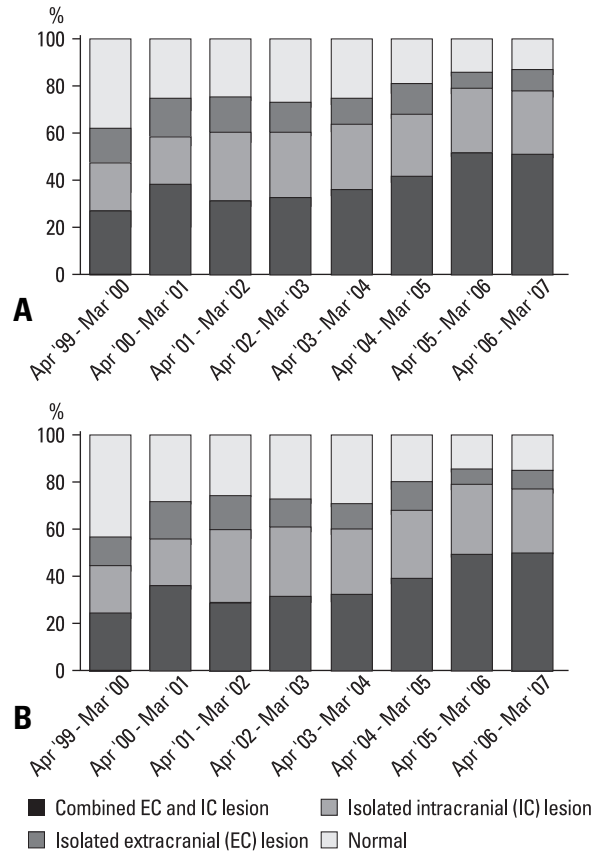 %
100
80
60
40
20
0
A
Apr '99 - Mar '00
Apr '00 - Mar '01
Apr '01 - Mar '02
Apr '02 - Mar '03
Apr '03 - Mar '04
Apr '04 - Mar '05
Apr '05 - Mar '06
Apr '06 - Mar '07
%
100
80
60
40
20
0
B
Apr '99 - Mar '00
Apr '00 - Mar '01
Apr '01 - Mar '02
Apr '02 - Mar '03
Apr '03 - Mar '04
Apr '04 - Mar '05
Apr '05 - Mar '06
Apr '06 - Mar '07
Combined EC and IC lesion
Isolated intracranial (IC) lesion
Isolated extracranial (EC) lesion
Normal